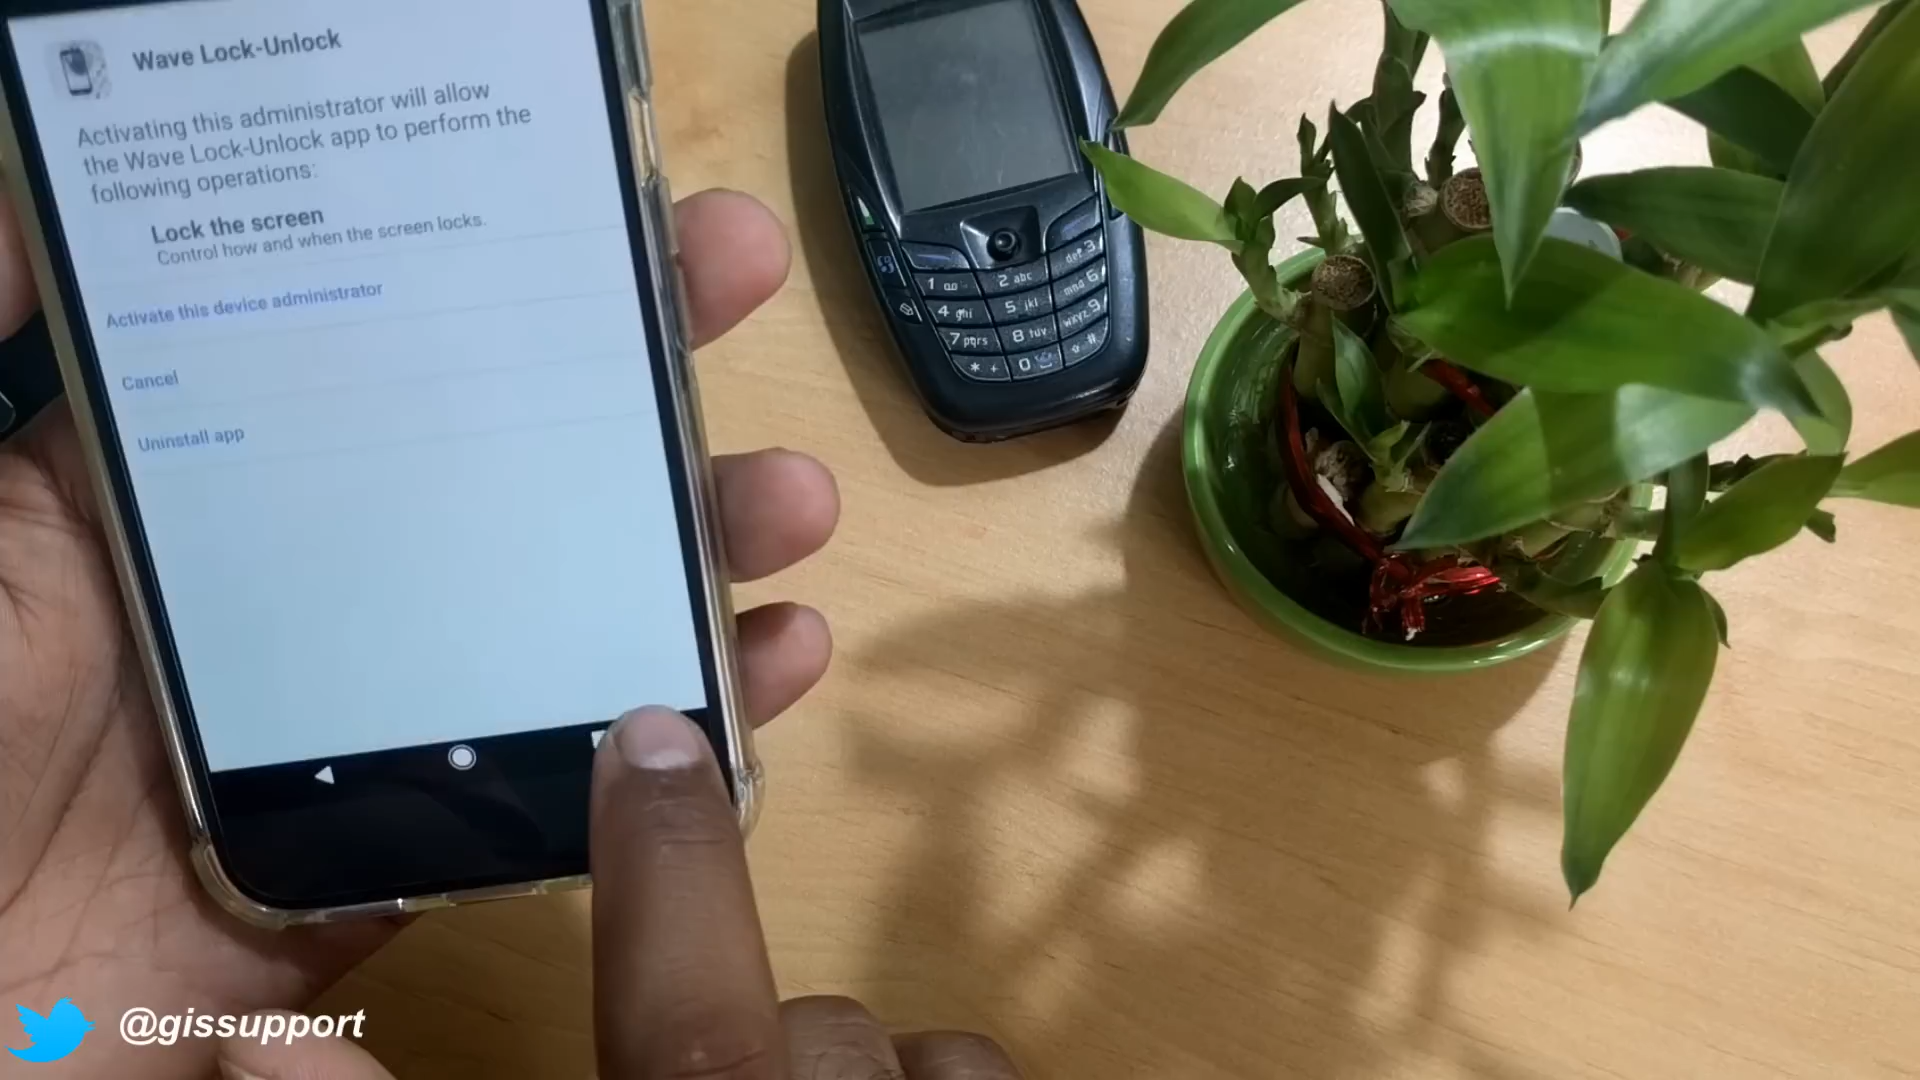 Wave Lock-Unlock
Activating this administrator will allow
the Wave Lock-Unlock app to perform the
following operations:
Lock the screen
Control how and when the screen locks.
Activate this device administrator
Cancel
Uninstall app
1
2 abc
def 3
4 ghi
5 jkl
mno 6
7 pqrs
8 tuv
wxyz 9
* +
0
#
@gissupport